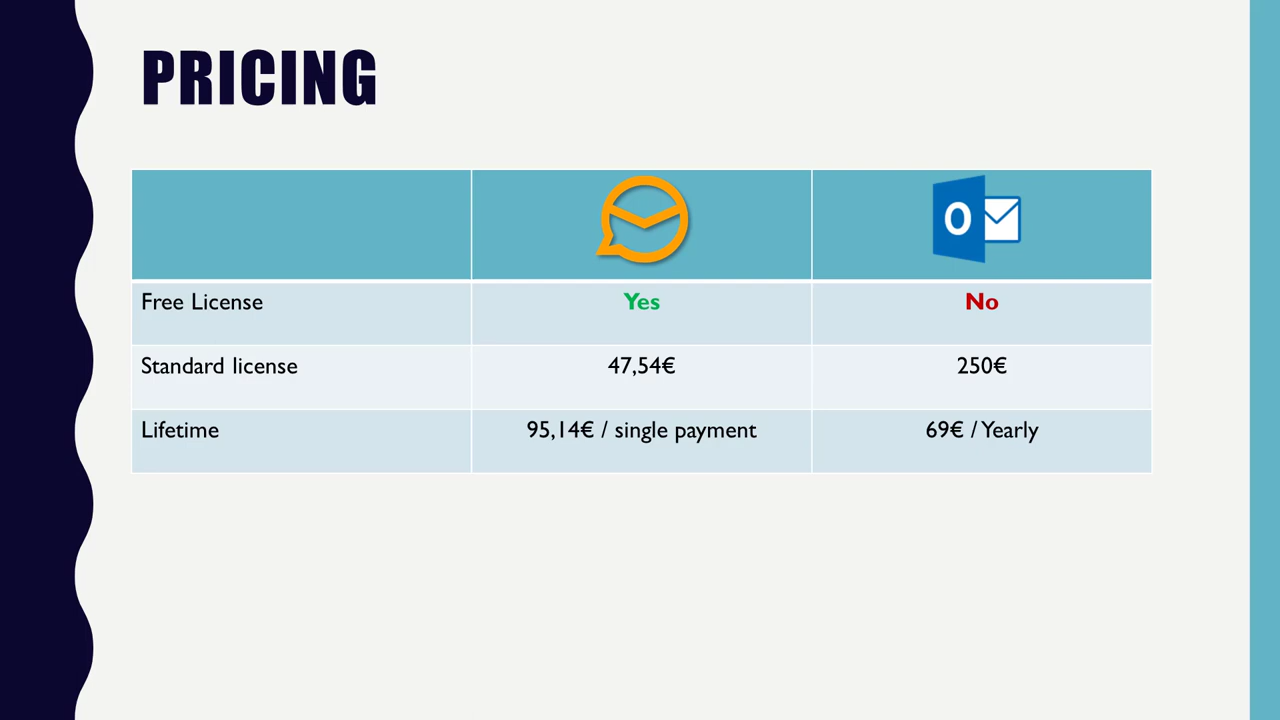 PRICING
O
Free License Yes No
Standard license 47,54€ 250€
Lifetime 95,14€ / single payment 69€ / Yearly